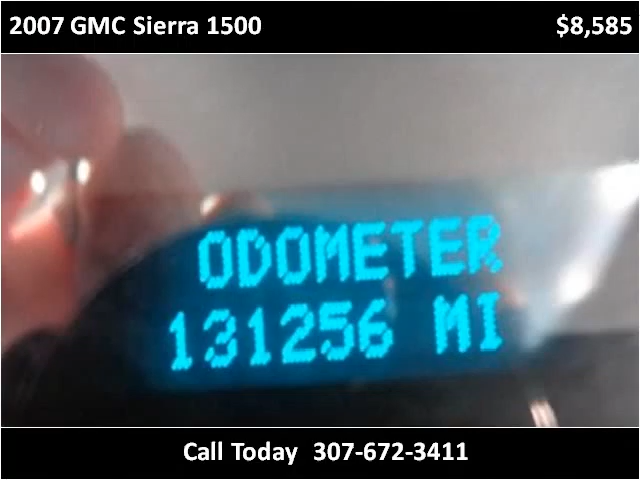 2007 GMC Sierra 1500 $8,585
ODOMETER
131256 MI
Call Today 307-672-3411